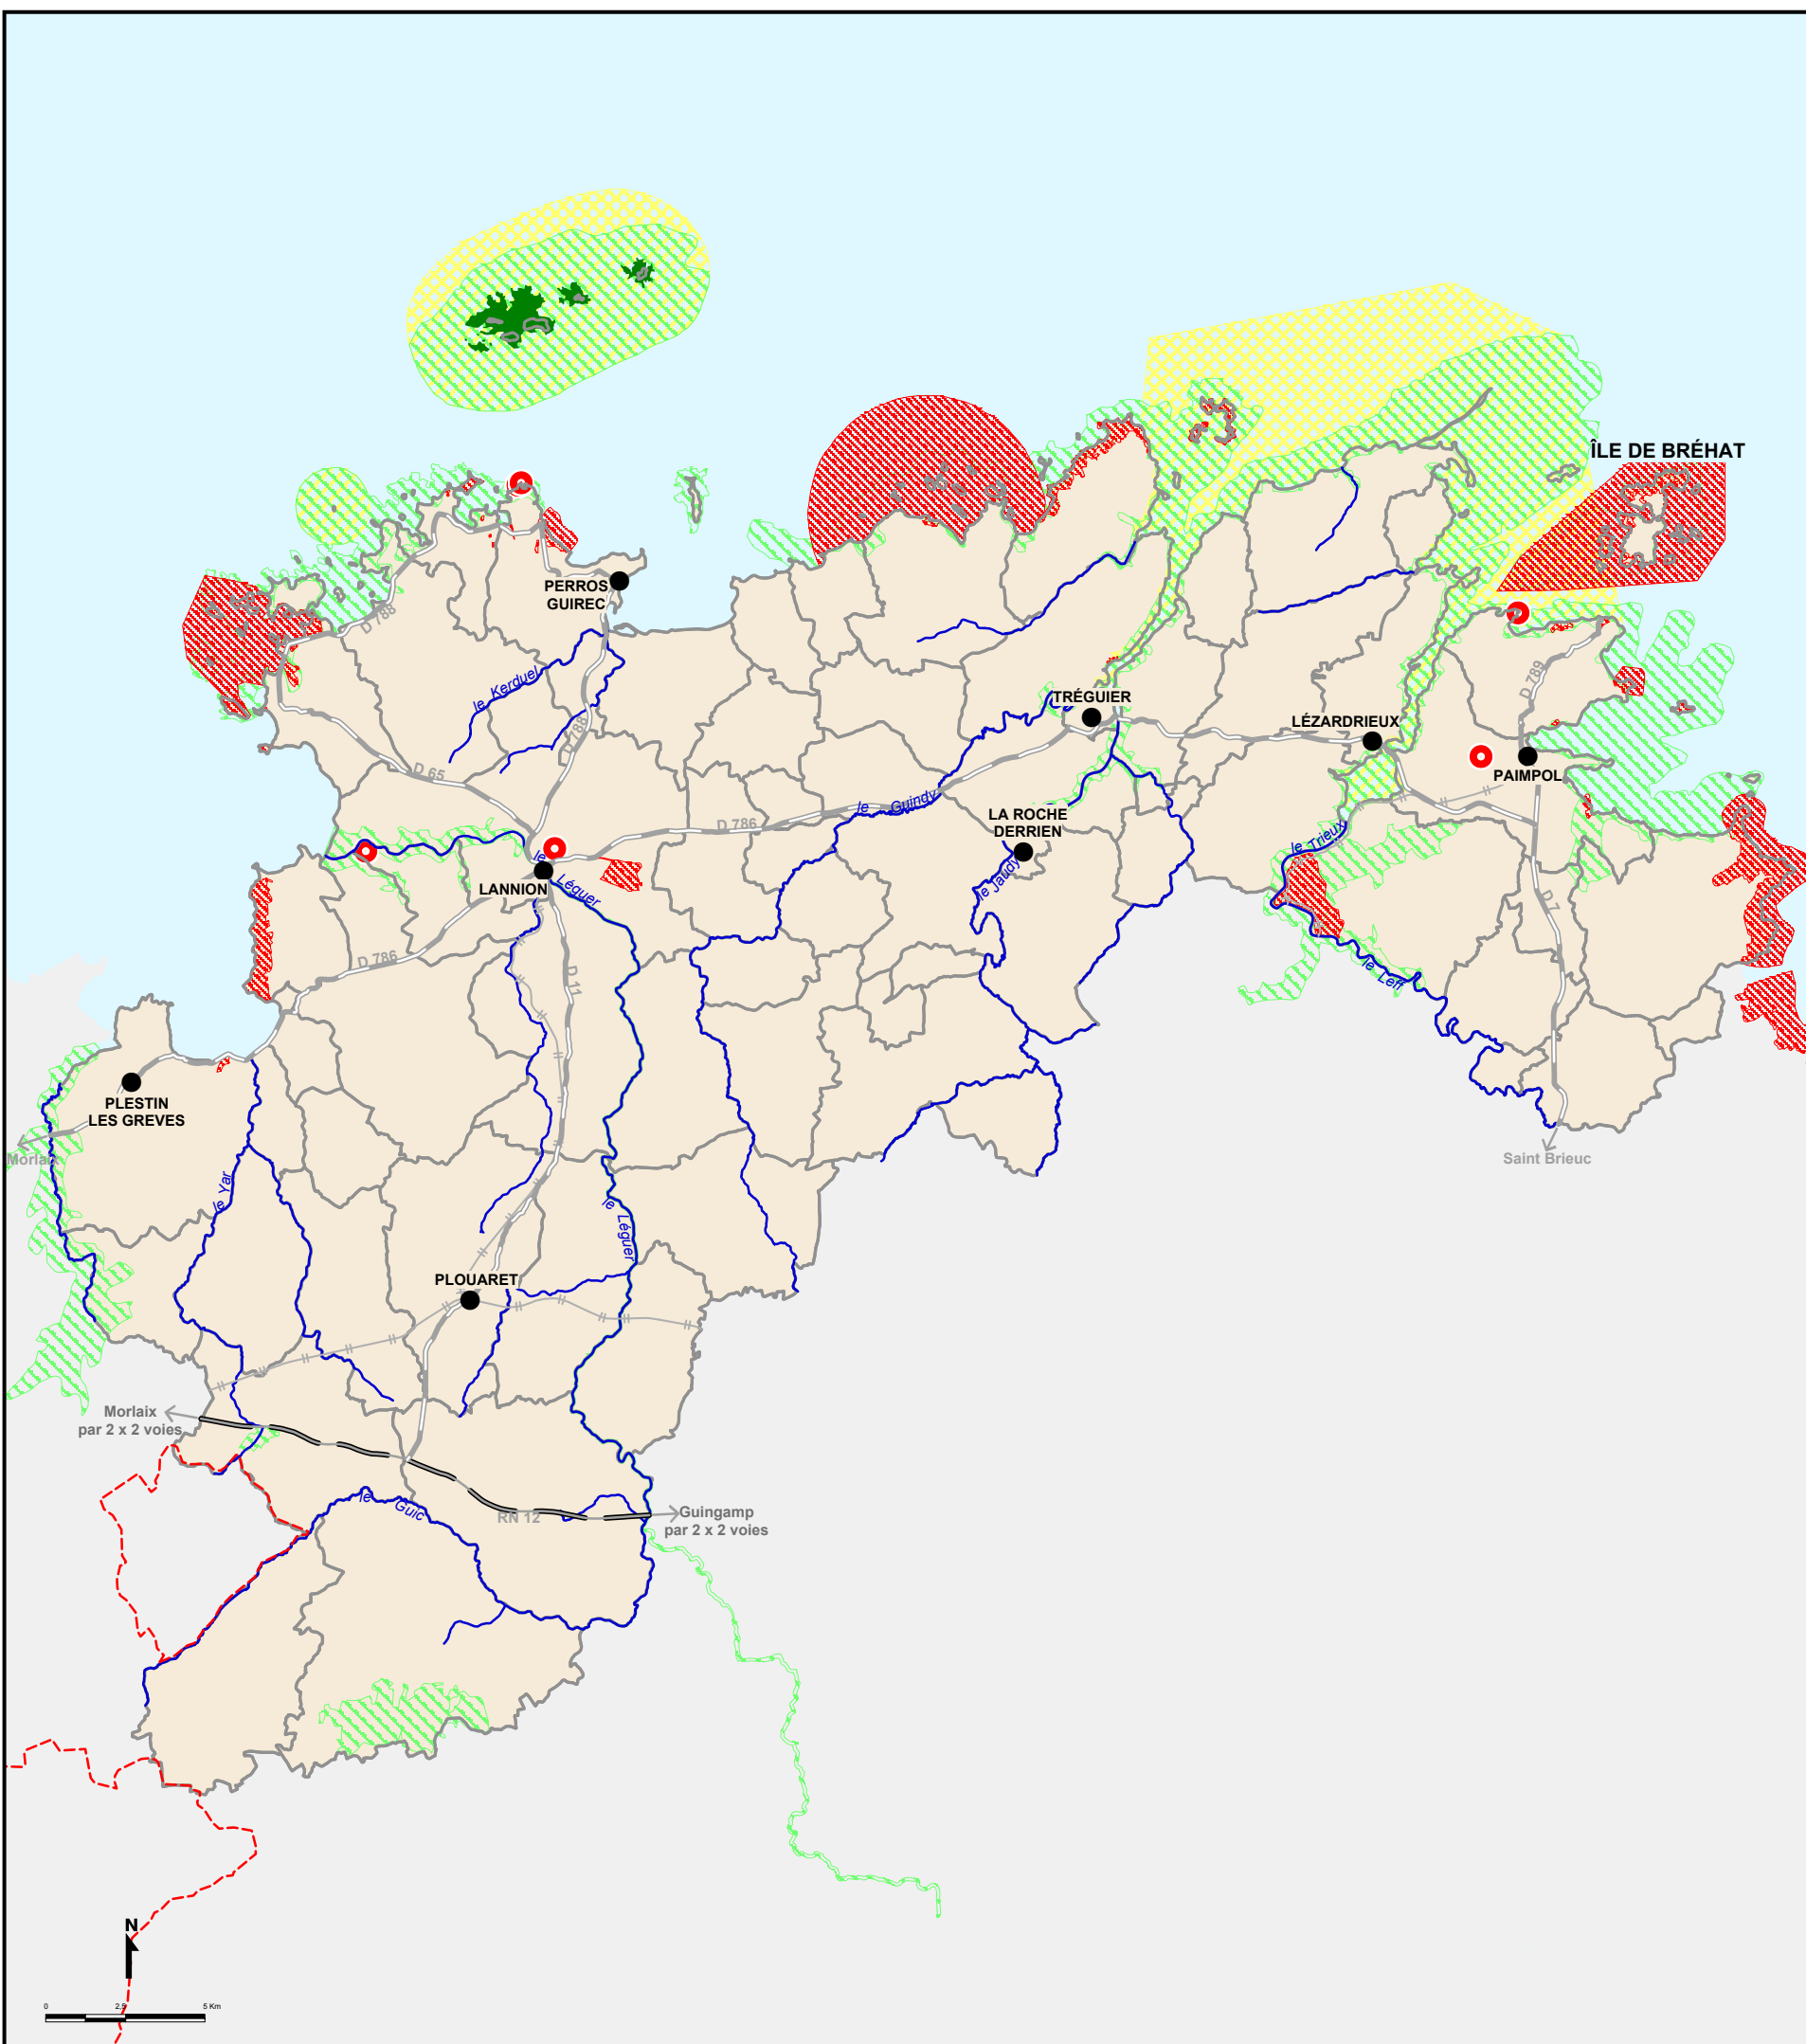 ÎLE DE BRÉHAT
PERROS
GUIREC
D 788
le Kerduel
D 788
D 65
TRÉGUIER
LÉZARDRIEUX
D 789
PAIMPOL
le Guindy
D 786
LA ROCHE
DERRIEN
le Jaudy
le Trieux
le
Léguer
LANNION
D 786
D 11
D 7
le Leff
PLESTIN
LES GREVES
Morlaix
Saint Brieuc
le Yar
le Léguer
PLOUARET
Morlaix
par 2 x 2 voies
le Guic
RN 12
Guingamp
par 2 x 2 voies
N
0 2,5 5 Km